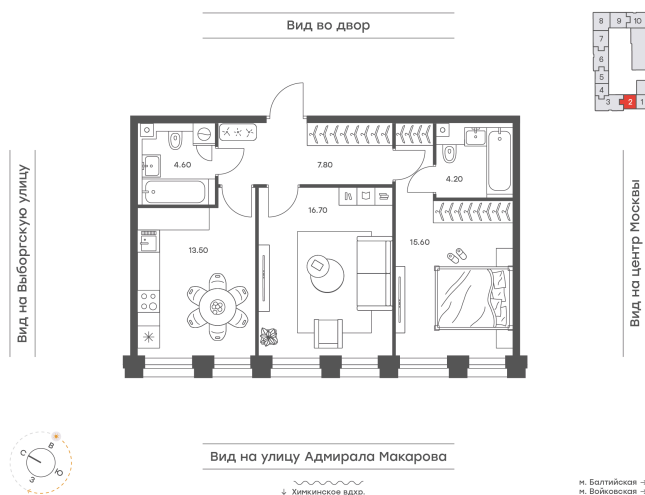 Вид во двор
8 9 10
7
6
5
4
3 2 1
Вид на Выборгскую улицу
Вид на центр Москвы
4.60
7.80
4.20
16.70
13.50
15.60
Вид на улицу Адмирала Макарова
↓ Химкинское вдхр.
С
В
Ю
З
м. Балтийская →
м. Войковская →